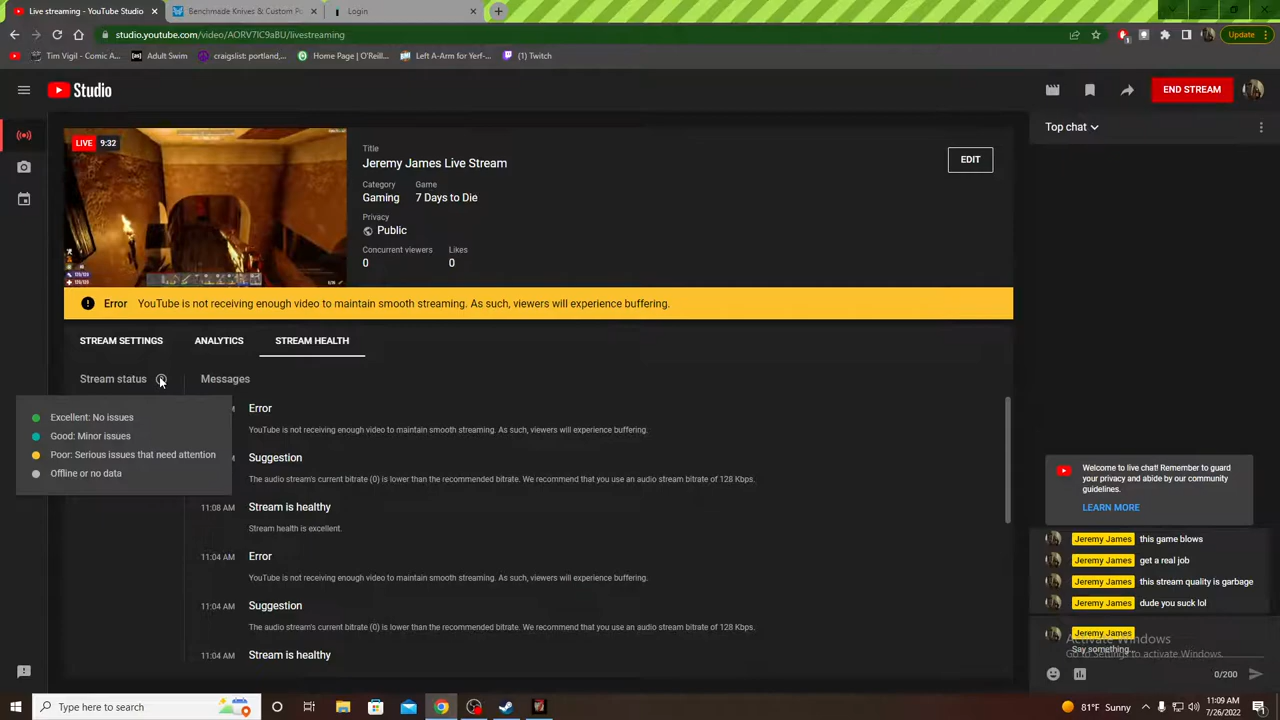 Live streaming - YouTube Studio
Benchmade Knives & Custom P
Login
studio.youtube.com/video/AORV7IC9aBU/livestreaming
Update
Tim Vigil - Comic A...
Adult Swim
craigslist: portland,...
Home Page | O'Reill...
Left A-Arm for Yerf-...
(1) Twitch
Studio
END STREAM
LIVE 9:32
Title
Jeremy James Live Stream
EDIT
Category Game
Gaming 7 Days to Die
Privacy
Public
Concurrent viewers Likes
0 0
Error YouTube is not receiving enough video to maintain smooth streaming. As such, viewers will experience buffering.
STREAM SETTINGS ANALYTICS STREAM HEALTH
Stream status
Excellent: No issues
Good: Minor issues
Poor: Serious issues that need attention
Offline or no data
Messages
Error
YouTube is not receiving enough video to maintain smooth streaming. As such, viewers will experience buffering.
Suggestion
The audio stream's current bitrate (0) is lower than the recommended bitrate. We recommend that you use an audio stream bitrate of 128 Kbps.
11:08 AM Stream is healthy
Stream health is excellent.
11:04 AM Error
YouTube is not receiving enough video to maintain smooth streaming. As such, viewers will experience buffering.
11:04 AM Suggestion
The audio stream's current bitrate (0) is lower than the recommended bitrate. We recommend that you use an audio stream bitrate of 128 Kbps.
11:04 AM Stream is healthy
Top chat
Welcome to live chat! Remember to guard
your privacy and abide by our community
guidelines.
LEARN MORE
Jeremy James this game blows
Jeremy James get a real job
Jeremy James this stream quality is garbage
Jeremy James dude you suck lol
Jeremy James
Say something...
Activate Windows
Go to Settings to activate Windows.
0/200
Type here to search
81°F Sunny
11:09 AM
7/26/2022